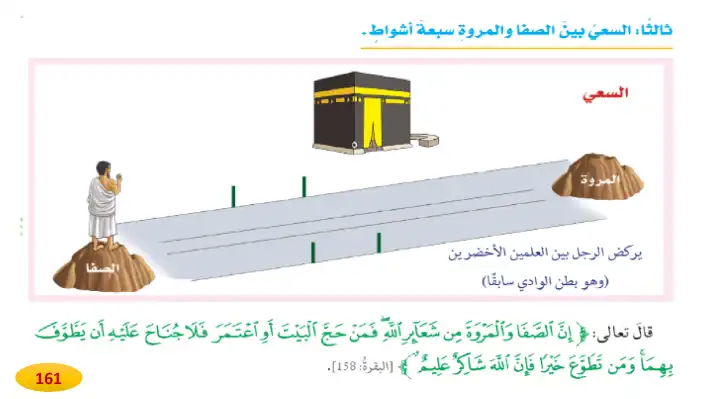 ثالثًا: السعيُ بينَ الصفا والمروةِ سبعةَ أشواطٍ.
السعي
المروة
الصفا
يركض الرجل بين العلمين الأخضرين
(وهو بطن الوادي سابقًا)
قالَ تعالى: ﴿ إِنَّ الصَّفَا وَالْمَرْوَةَ مِن شَعَآئِرِ اللَّهِ ۖ فَمَنْ حَجَّ الْبَيْتَ أَوِ اعْتَمَرَ فَلَا جُنَاحَ عَلَيْهِ أَن يَطَّوَّفَ
بِهِمَا ۚ وَمَن تَطَوَّعَ خَيْرًا فَإِنَّ اللَّهَ شَاكِرٌ عَلِيمٌ ﴾ [البقرةُ: 158].
161